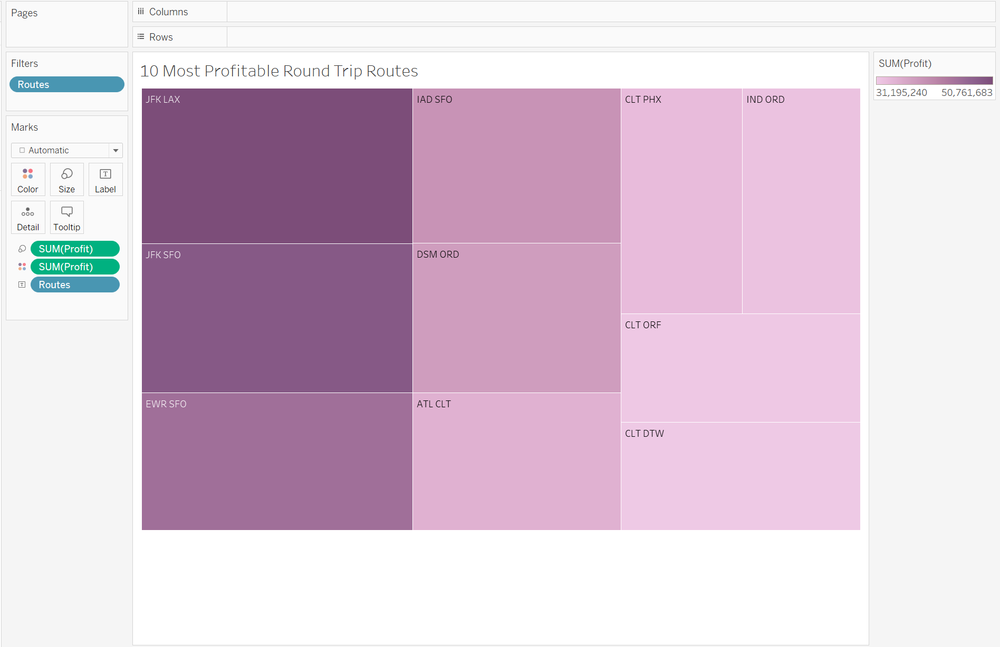 Pages
Columns
Rows
Filters
Routes
Marks
Automatic
Color Size Label
Detail Tooltip
SUM(Profit)
SUM(Profit)
T Routes
10 Most Profitable Round Trip Routes
JFK LAX
IAD SFO
CLT PHX
IND ORD
JFK SFO
DSM ORD
CLT ORF
EWR SFO
ATL CLT
CLT DTW
SUM(Profit)
31,195,240 50,761,683